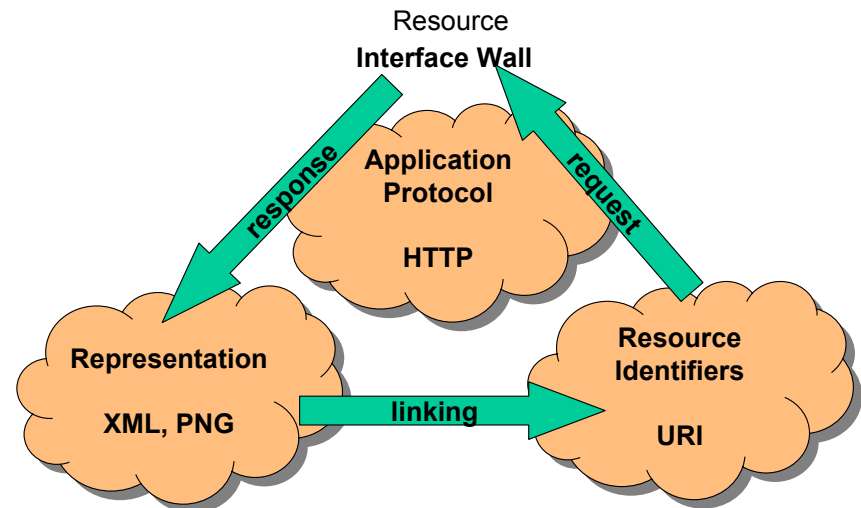 Resource
Interface Wall
response
Application
Protocol
HTTP
request
Representation
XML, PNG
linking
Resource
Identifiers
URI